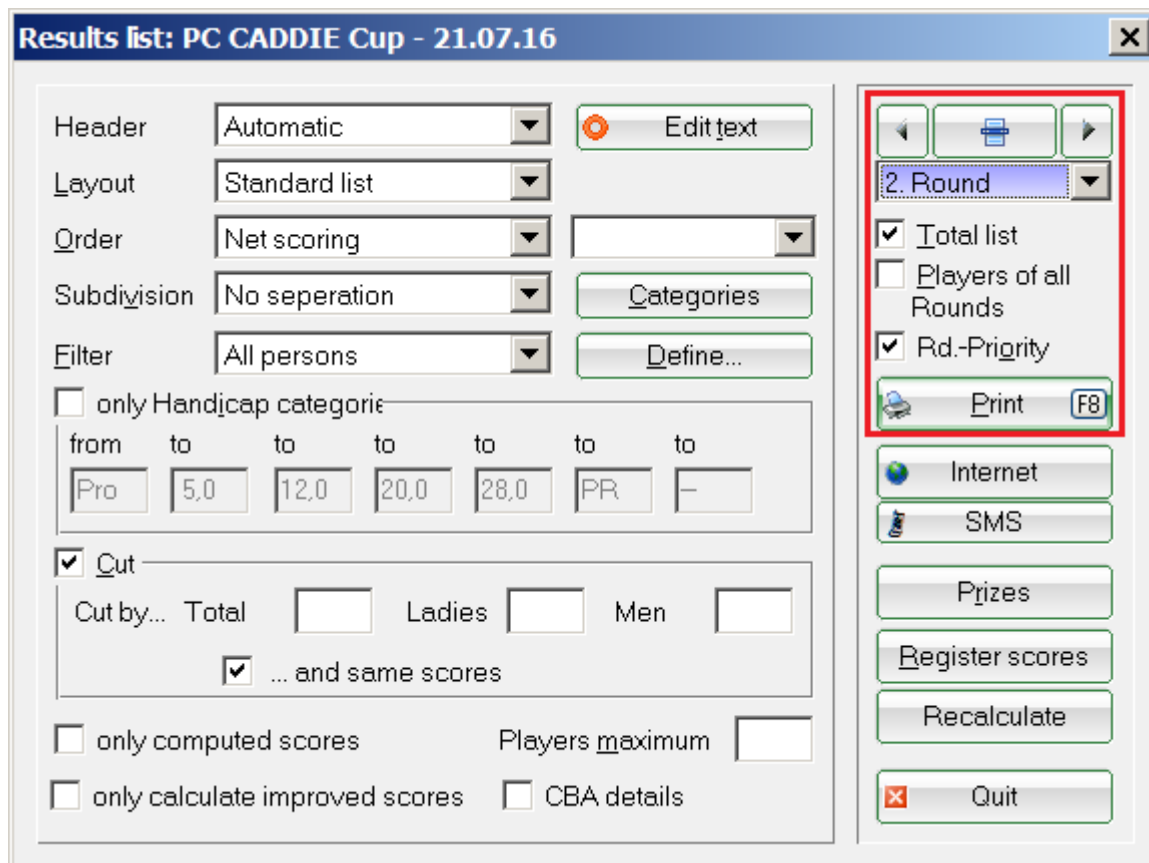 Results list: PC CADDIE Cup - 21.07.16
Header Automatic Edit text
Layout Standard list
Order Net scoring
Subdivision No seperation Categories
Filter All persons Define...
only Handicap categorie
from to to to to to to
Pro 5,0 12,0 20,0 28,0 PR –
Cut
Cut by... Total Ladies Men
... and same scores
only computed scores Players maximum
only calculate improved scores CBA details
2. Round
Total list
Players of all
Rounds
Rd.-Priority
Print F8
Internet
SMS
Prizes
Register scores
Recalculate
Quit